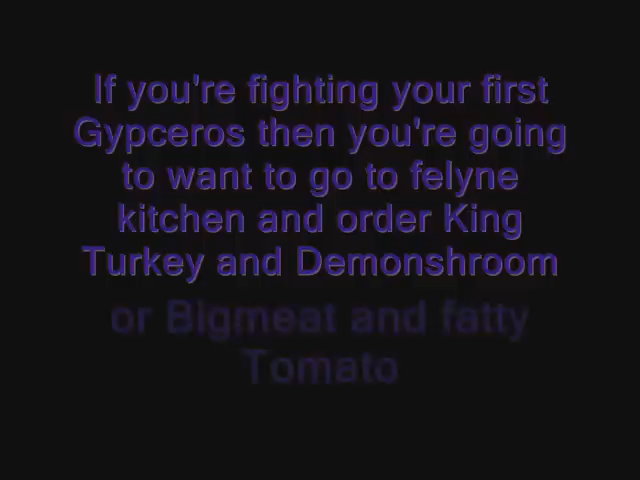 If you're fighting your first
Gypceros then you're going
to want to go to felyne
kitchen and order King
Turkey and Demonshroom
or Bigmeat and fatty
Tomato